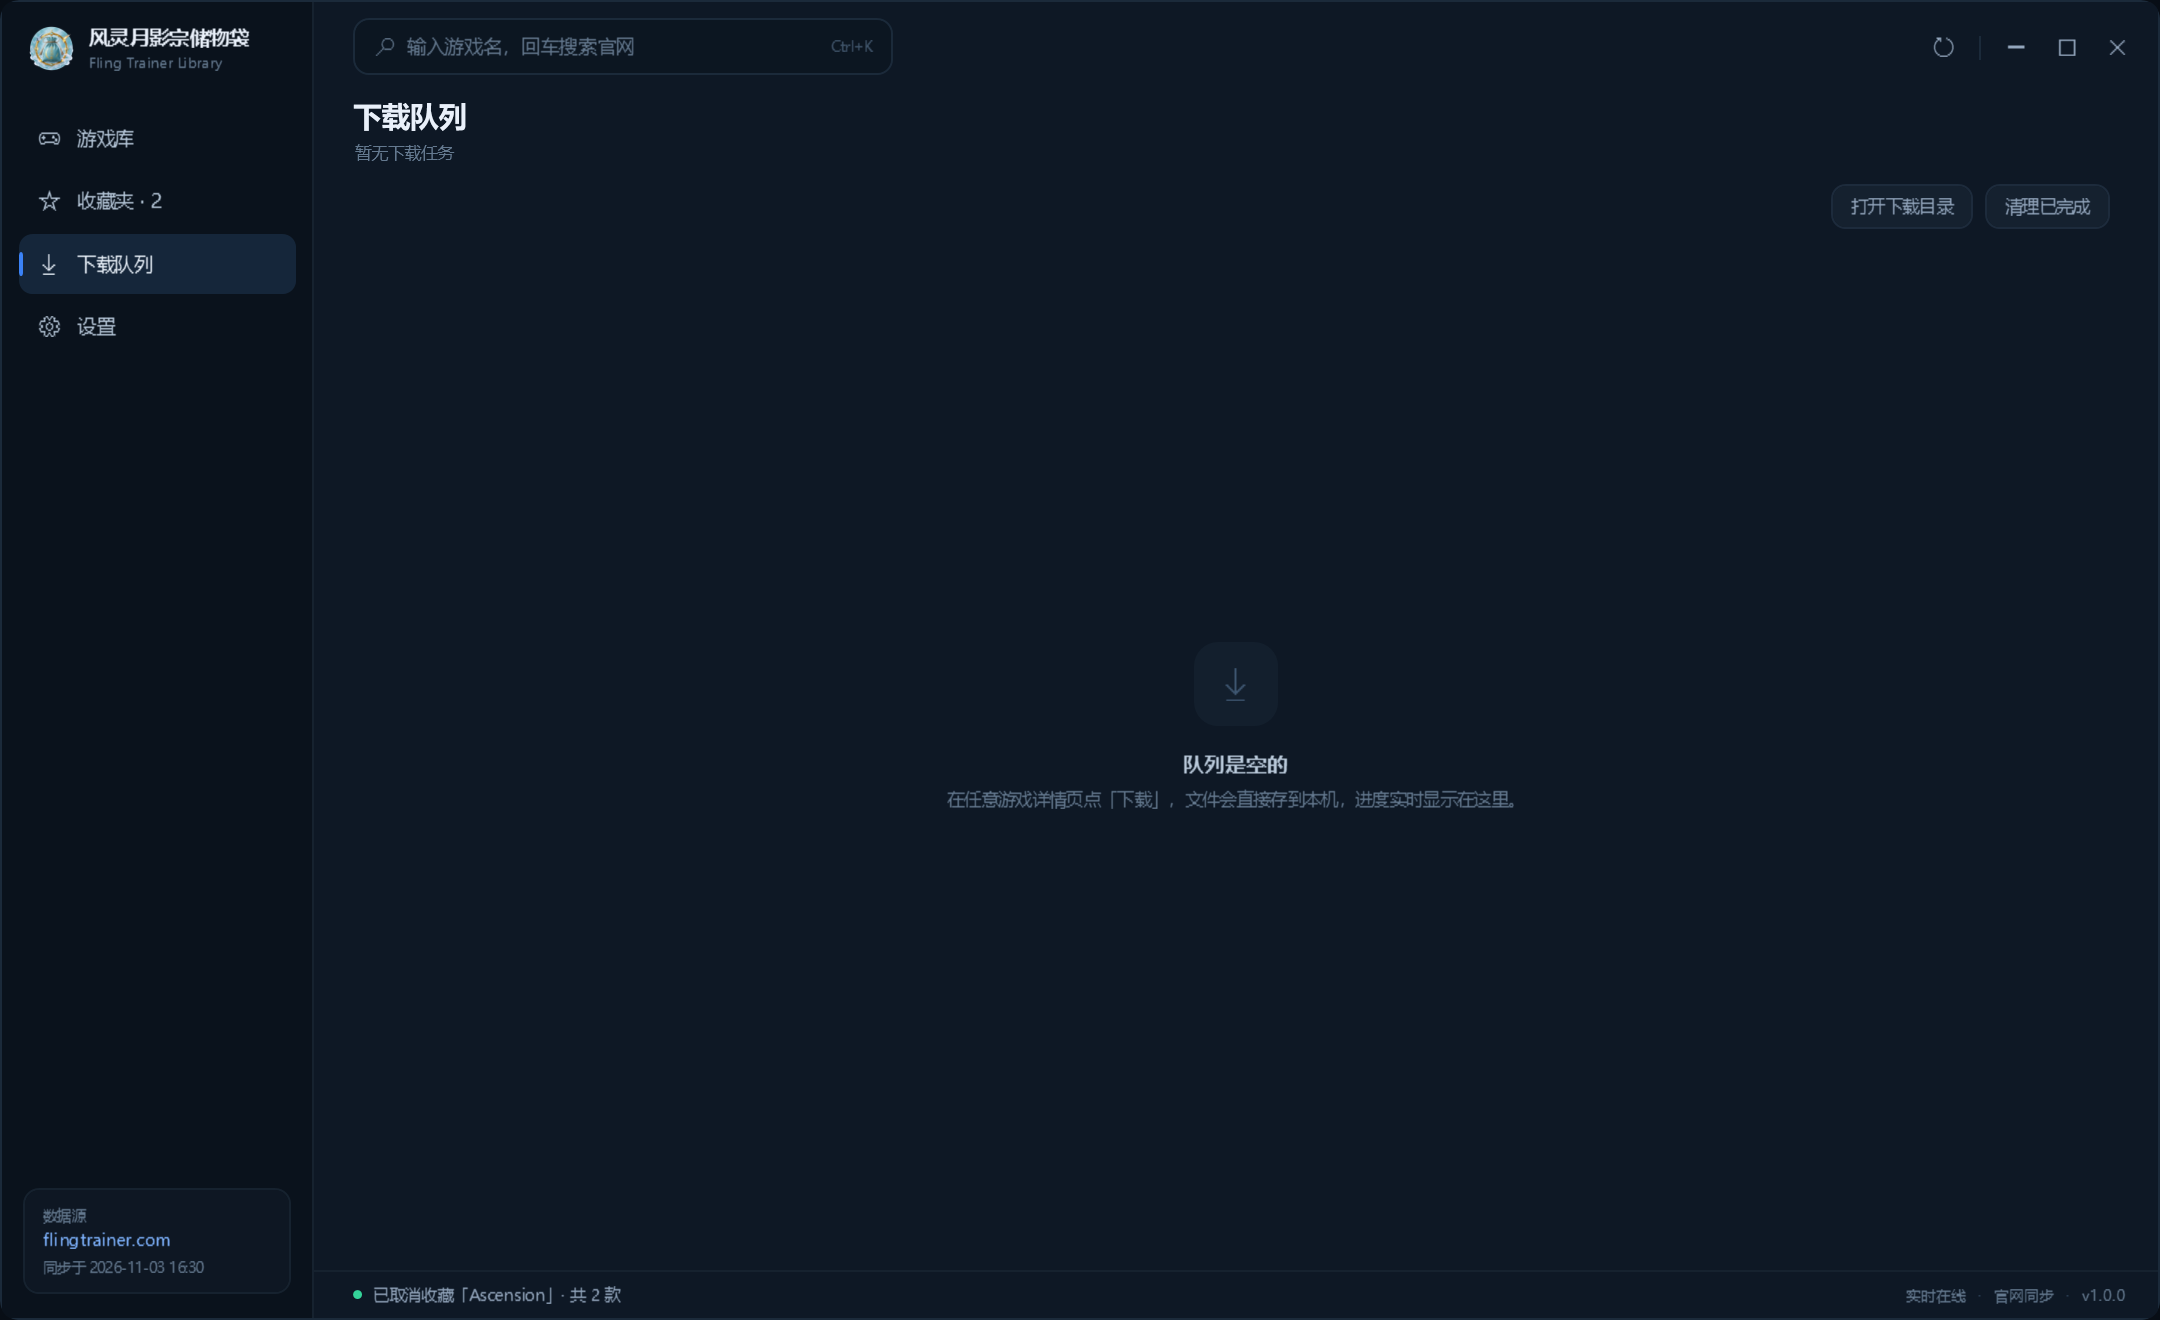 风灵月影宗储物袋
Fling Trainer Library
输入游戏名，回车搜索官网
Ctrl+K
游戏库
收藏夹 · 2
下载队列
设置
下载队列
暂无下载任务
打开下载目录
清理已完成
队列是空的
在任意游戏详情页点「下载」，文件会直接存到本机，进度实时显示在这里。
数据源
flingtrainer.com
同步于 2026-11-03 16:30
已取消收藏「Ascension」 · 共 2 款
实时在线 · 官网同步 · v1.0.0